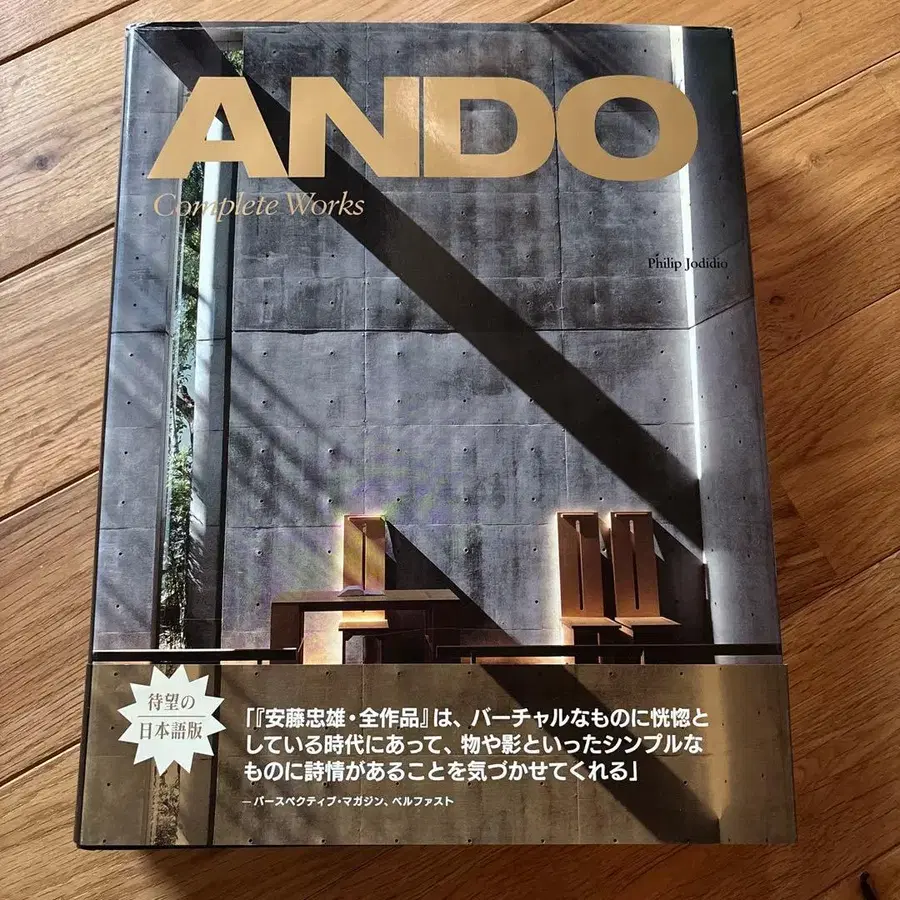 ANDO
Complete Works
Philip Jodidio
待望の
日本語版
「『安藤忠雄・全作品』は、バーチャルなものに恍惚と
している時代にあって、物や影といったシンプルな
ものに詩情があることを気づかせてくれる」
—パースペクティブ・マガジン、ベルファスト